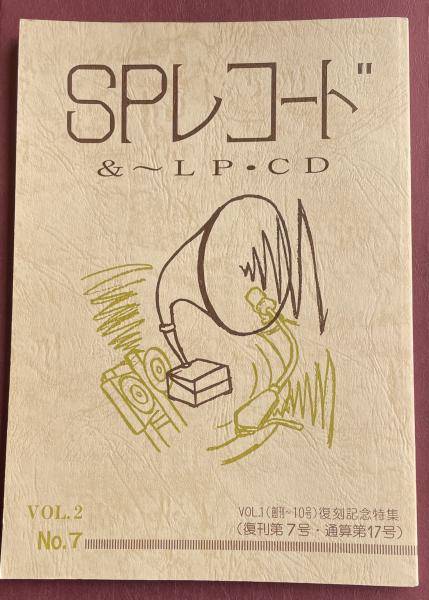 SPレコード
&～LP・CD
VOL.2
No.7
VOL.1(創刊～10号)復刻記念特集
(復刊第7号・通算第17号)